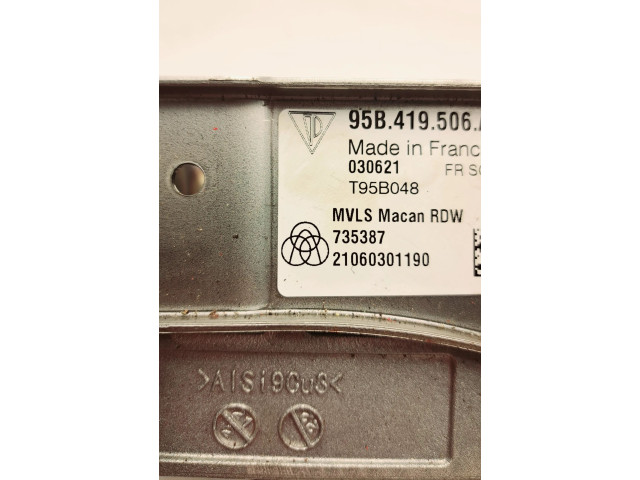 95B.419.506.
Made in Franc
030621 FR
T95B048
MVLS Macan RDW
735387
21060301190
>AlSi9Cu3<